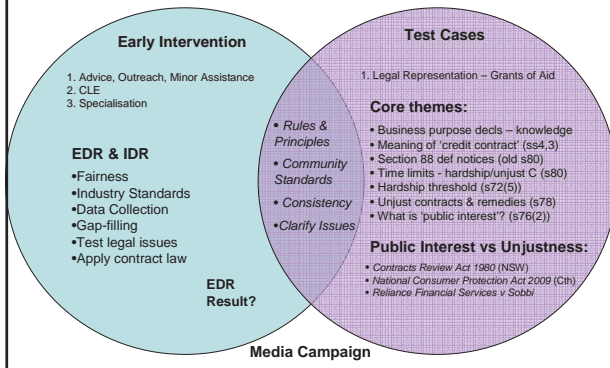 Early Intervention
1. Advice, Outreach, Minor Assistance
2. CLE
3. Specialisation
EDR & IDR
•Fairness
•Industry Standards
•Data Collection
•Gap-filling
•Test legal issues
•Apply contract law
EDR
Result?
• Rules &
Principles
• Community
Standards
• Consistency
•Clarify Issues
Test Cases
1. Legal Representation – Grants of Aid
Core themes:
• Business purpose decls – knowledge
• Meaning of 'credit contract' (ss4,3)
• Section 88 def notices (old s80)
• Time limits - hardship/unjust C (s80)
• Hardship threshold (s72(5))
• Unjust contracts & remedies (s78)
• What is 'public interest'? (s76(2))
Public Interest vs Unjustness:
• Contracts Review Act 1980 (NSW)
• National Consumer Protection Act 2009 (Cth)
• Reliance Financial Services v Sobbi
Media Campaign